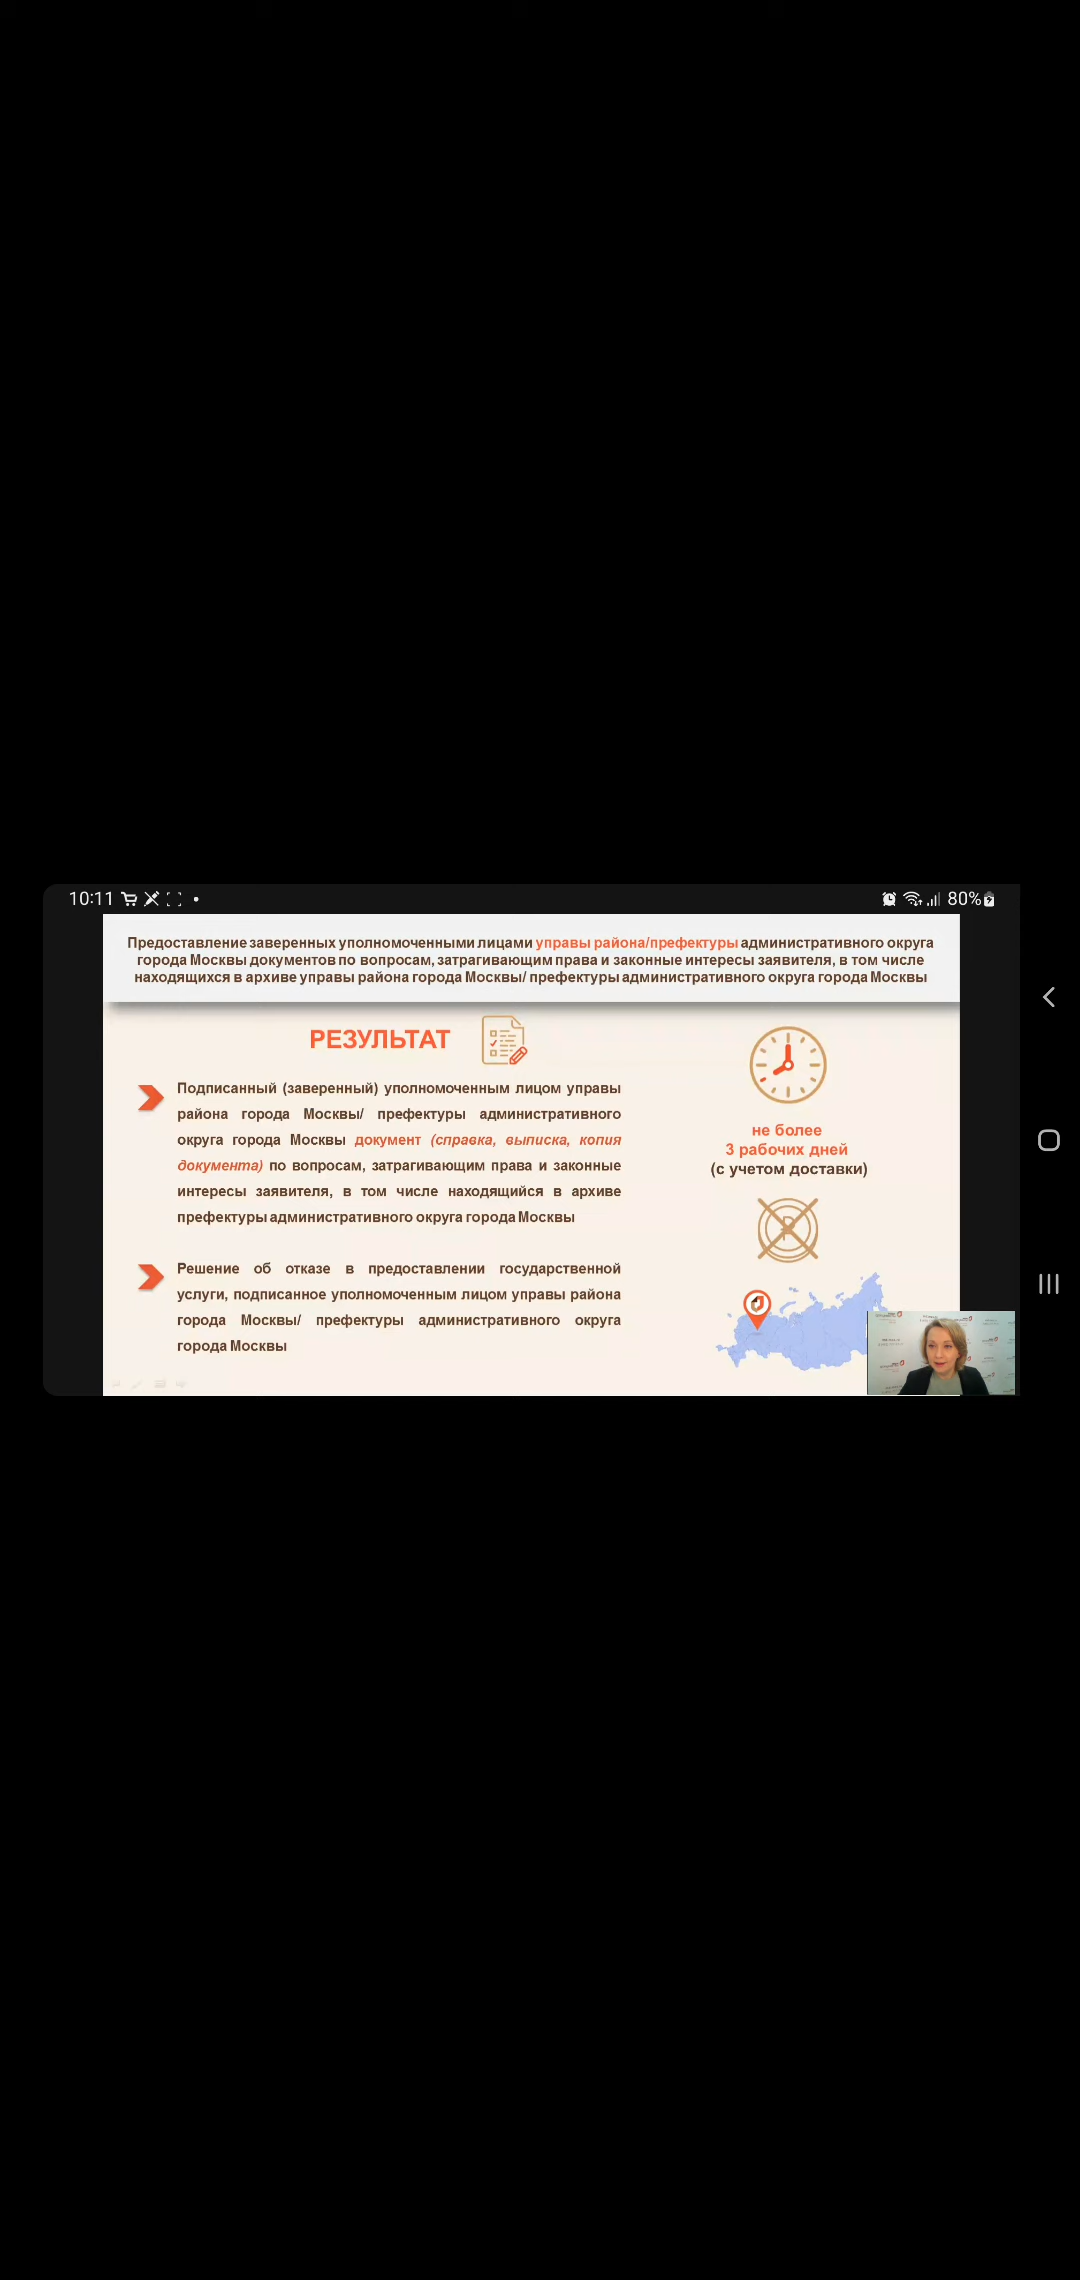 10:11
80%
Предоставление заверенных уполномоченными лицами управы района/префектуры административного округа
города Москвы документов по вопросам, затрагивающим права и законные интересы заявителя, в том числе
находящихся в архиве управы района города Москвы/ префектуры административного округа города Москвы
РЕЗУЛЬТАТ
Подписанный (заверенный) уполномоченным лицом управы
района города Москвы/ префектуры административного
округа города Москвы документ (справка, выписка, копия
документа) по вопросам, затрагивающим права и законные
интересы заявителя, в том числе находящийся в архиве
префектуры административного округа города Москвы
Решение об отказе в предоставлении государственной
услуги, подписанное уполномоченным лицом управы района
города Москвы/ префектуры административного округа
города Москвы
не более
3 рабочих дней
(с учетом доставки)